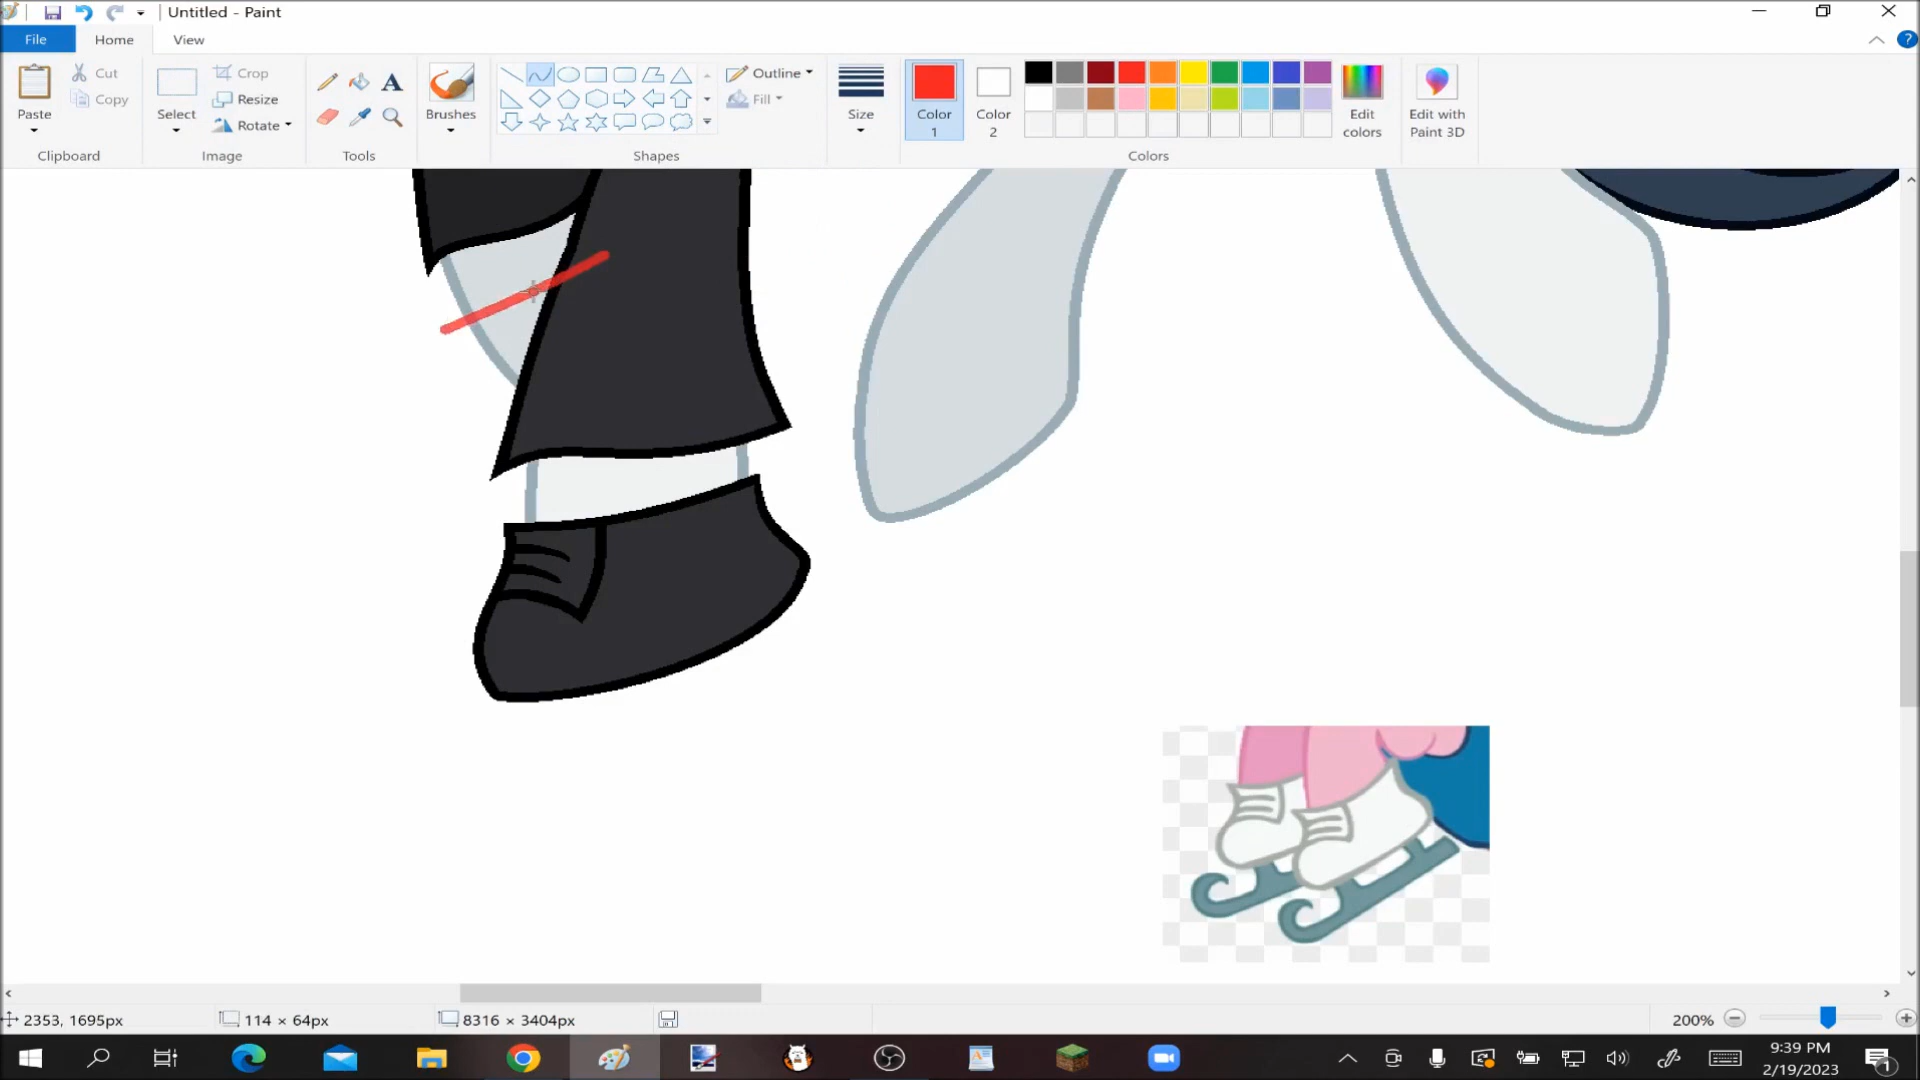 Untitled - Paint
File Home View
Paste
Cut
Copy
Clipboard
Select
Crop
Resize
Rotate
Image
Tools
Brushes
Outline
Fill
Shapes
Size
Color
1
Color
2
Edit
colors
Colors
Edit with
Paint 3D
2353, 1695px
114 × 64px
8316 × 3404px
200%
9:39 PM
2/19/2023
1